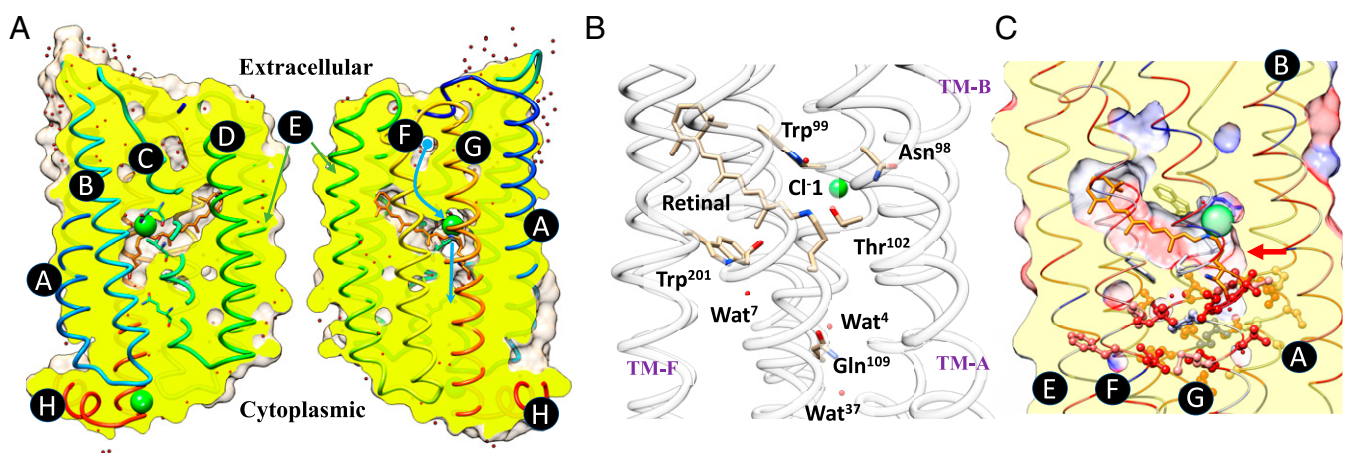 A
Extracellular
B
C
D
E
F
G
A
A
H
H
Cytoplasmic
B
TM-B
Trp99
Asn98
Cl-1
Retinal
Thr102
Trp201
Wat7
Wat4
Gln109
TM-F
TM-A
Wat37
C
B
A
E
F
G